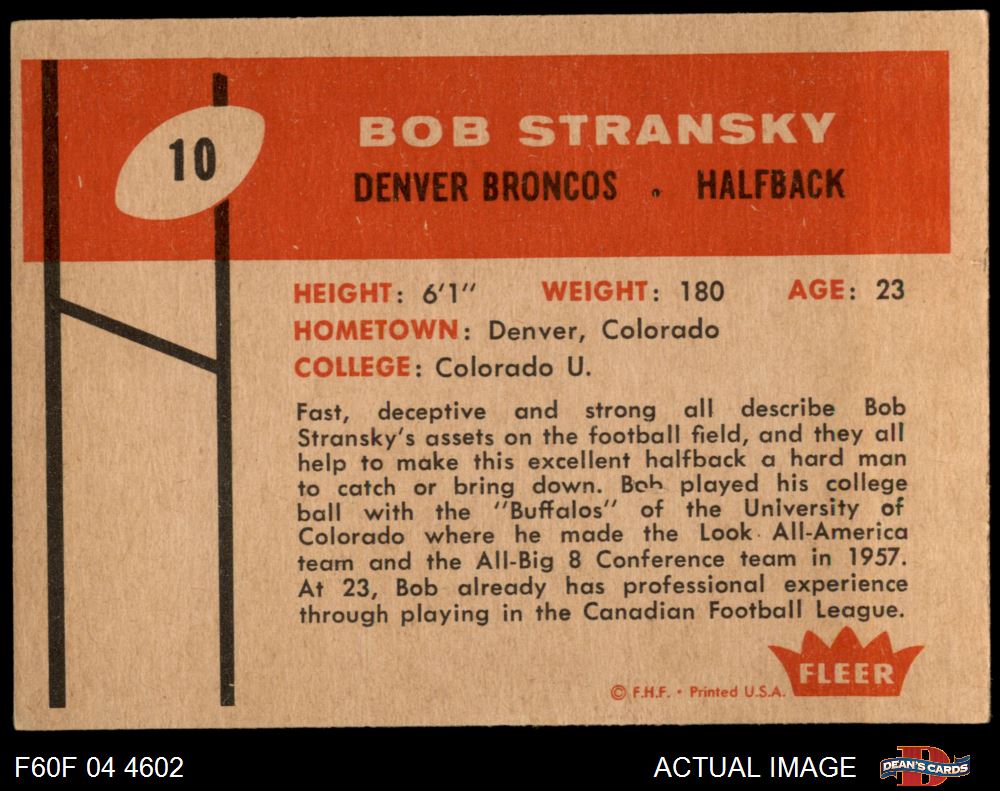 10
BOB STRANSKY
DENVER BRONCOS . HALFBACK
HEIGHT: 6'1" WEIGHT: 180 AGE: 23
HOMETOWN: Denver, Colorado
COLLEGE: Colorado U.
Fast, deceptive and strong all describe Bob
Stransky's assets on the football field, and they all
help to make this excellent halfback a hard man
to catch or bring down. Bob played his college
ball with the "Buffalos" of the University of
Colorado where he made the Look All-America
team and the All-Big 8 Conference team in 1957.
At 23, Bob already has professional experience
through playing in the Canadian Football League.
FLEER
© F.H.F. • Printed U.S.A.
F60F 04 4602
ACTUAL IMAGE
D
DEAN'S CARDS